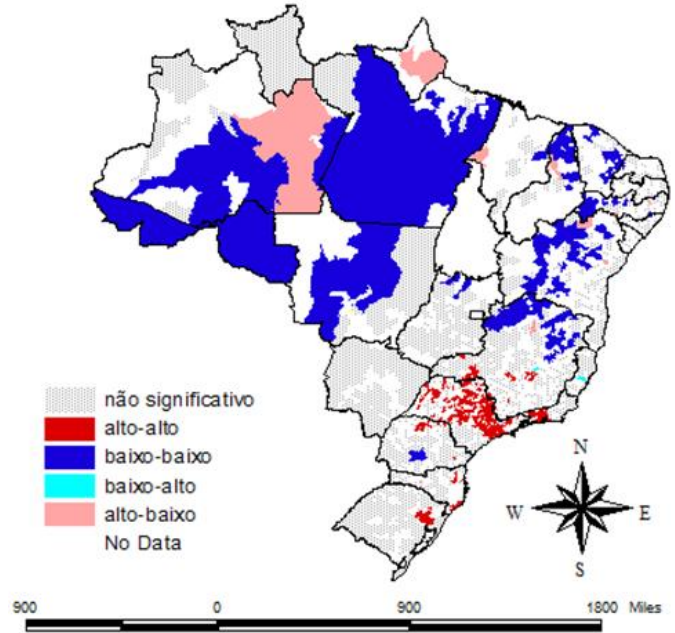 não significativo
alto-alto
baixo-baixo
baixo-alto
alto-baixo
No Data
N
W E
S
900 0 900 1800 Miles